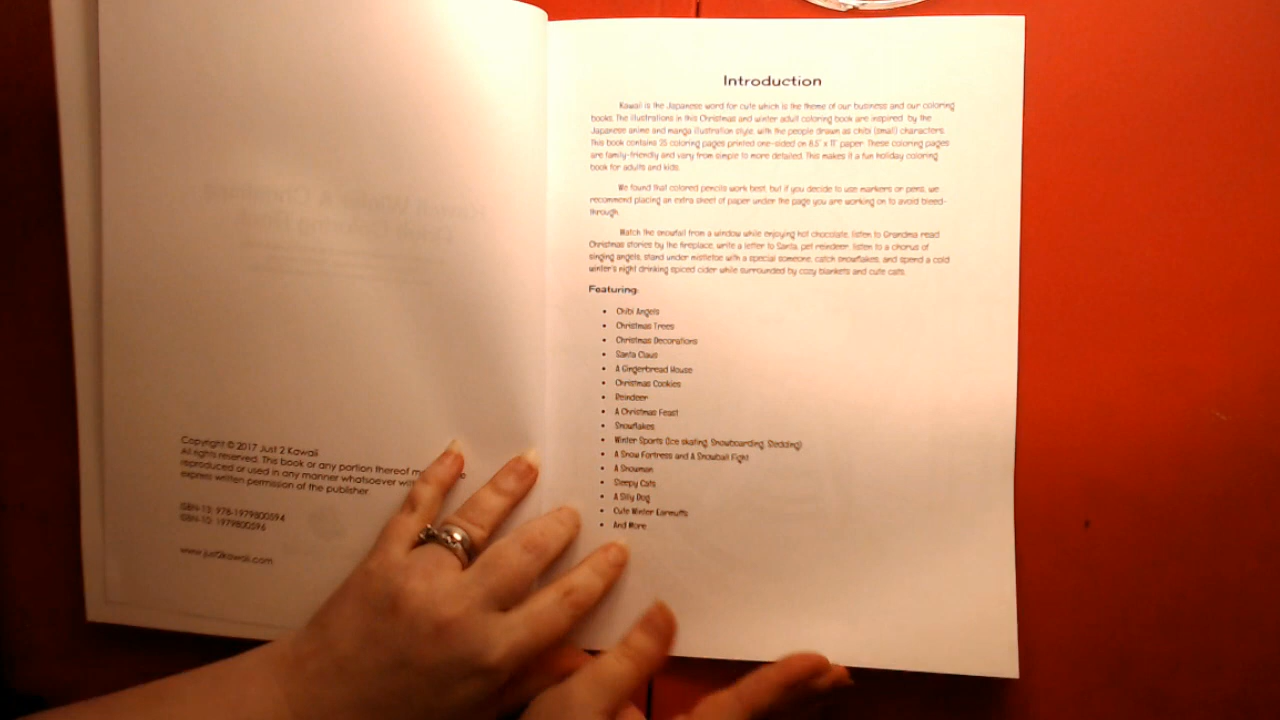 Copyright © 2017 Just 2 Kawaii
All rights reserved. This book or any portion thereof
reproduced or used in any manner whatsoever
express written permission of the publisher.
ISBN-13: 978-1979800594
ISBN-10: 1979800596
www.just2kawaii.com
Introduction
Kawaii is the Japanese word for cute which is the theme of our business and our coloring
books. The illustrations in this Christmas and winter adult coloring book are inspired by the
Japanese anime and manga illustration style, with the people drawn as chibi (small) characters.
This book contains 25 coloring pages printed one-sided on 8.5" x 11" paper. These coloring pages
are family-friendly and vary from simple to more detailed. This makes it a fun holiday coloring
book for adults and kids.
We found that colored pencils work best, but if you decide to use markers or pens, we
recommend placing an extra sheet of paper under the page you are working on to avoid bleed-
through.
Watch the snowfall from a window while enjoying hot chocolate, listen to Grandma read
Christmas stories by the fireplace, write a letter to Santa, pet reindeer, listen to a chorus of
singing angels, stand under mistletoe with a special someone, catch snowflakes, and spend a cold
winter's night drinking spiced cider while surrounded by cozy blankets and cute cats.
Featuring:
• Chibi Angels
• Christmas Trees
• Christmas Decorations
• Santa Claus
• A Gingerbread House
• Christmas Cookies
• Reindeer
• A Christmas Feast
• Snowflakes
• Winter Sports (Ice skating, Snowboarding, Sledding)
• A Snow Fortress and A Snowball Fight
• A Snowman
• Sleepy Cats
• A Silly Dog
• Cute Winter Earmuffs
• And More